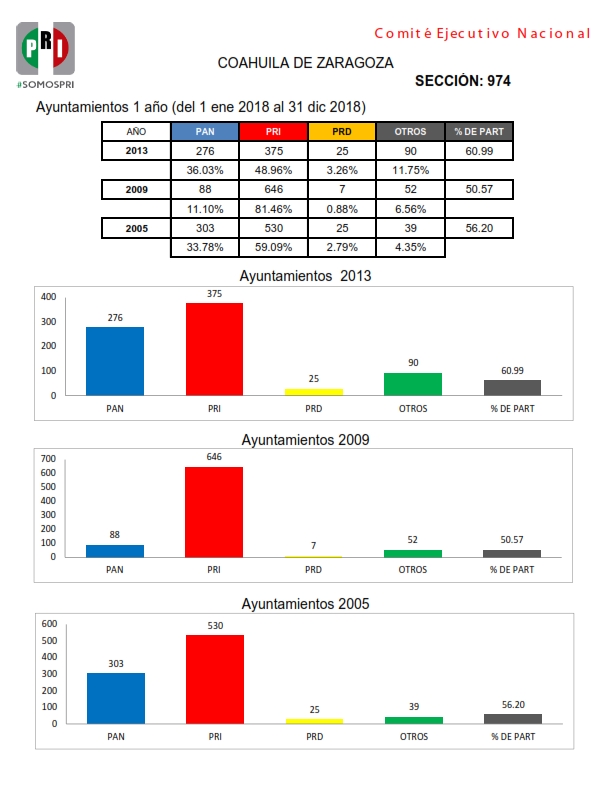 Comité Ejecutivo Nacional
PRI
#SOMOSPRI
COAHUILA DE ZARAGOZA
SECCIÓN: 974
Ayuntamientos 1 año (del 1 ene 2018 al 31 dic 2018)
AÑO PAN PRI PRD OTROS % DE PART
2013 276 375 25 90 60.99
36.03% 48.96% 3.26% 11.75%
2009 88 646 7 52 50.57
11.10% 81.46% 0.88% 6.56%
2005 303 530 25 39 56.20
33.78% 59.09% 2.79% 4.35%
Ayuntamientos 2013
400
300
200
100
0
276 375 25 90 60.99
PAN PRI PRD OTROS % DE PART
Ayuntamientos 2009
700
600
500
400
300
200
100
0
88 646 7 52 50.57
PAN PRI PRD OTROS % DE PART
Ayuntamientos 2005
600
500
400
300
200
100
0
303 530 25 39 56.20
PAN PRI PRD OTROS % DE PART